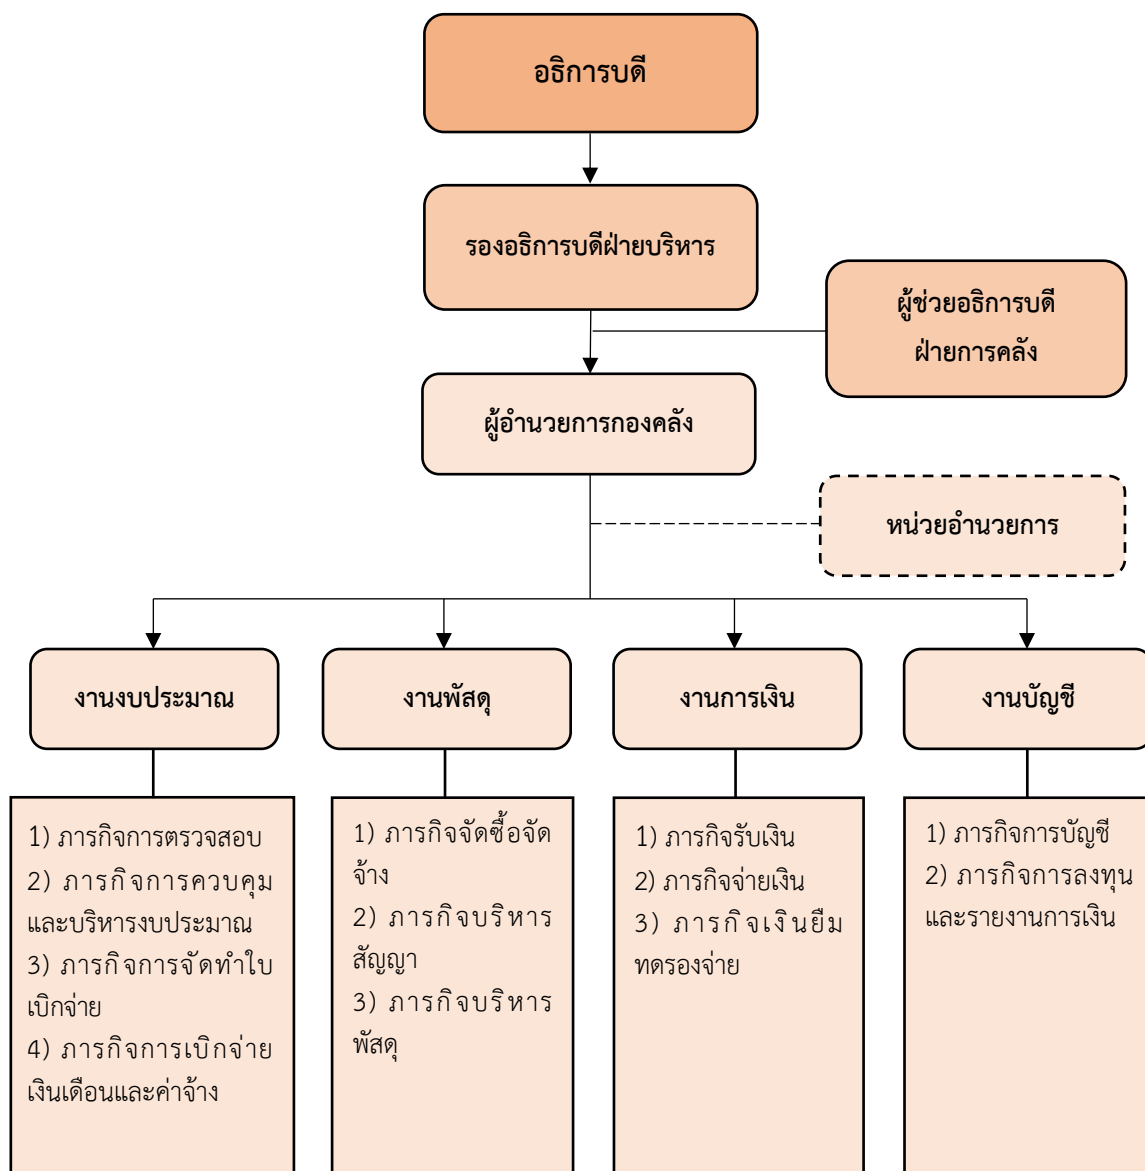 อธิการบดี
รองอธิการบดีฝ่ายบริหาร
ผู้ช่วยอธิการบดี
ฝ่ายการคลัง
ผู้อำนวยการกองคลัง
หน่วยอำนวยการ
งานงบประมาณ
งานพัสดุ
งานการเงิน
งานบัญชี
1) ภารกิจการตรวจสอบ
2) ภารกิจการควบคุม
และบริหารงบประมาณ
3) ภารกิจการจัดทำใบ
เบิกจ่าย
4) ภารกิจการเบิกจ่าย
เงินเดือนและค่าจ้าง
1) ภารกิจจัดซื้อจัด
จ้าง
2) ภารกิจบริหาร
สัญญา
3) ภารกิจบริหาร
พัสดุ
1) ภารกิจรับเงิน
2) ภารกิจจ่ายเงิน
3) ภารกิจเงินยืม
ทดรองจ่าย
1) ภารกิจการบัญชี
2) ภารกิจการลงทุน
และรายงานการเงิน